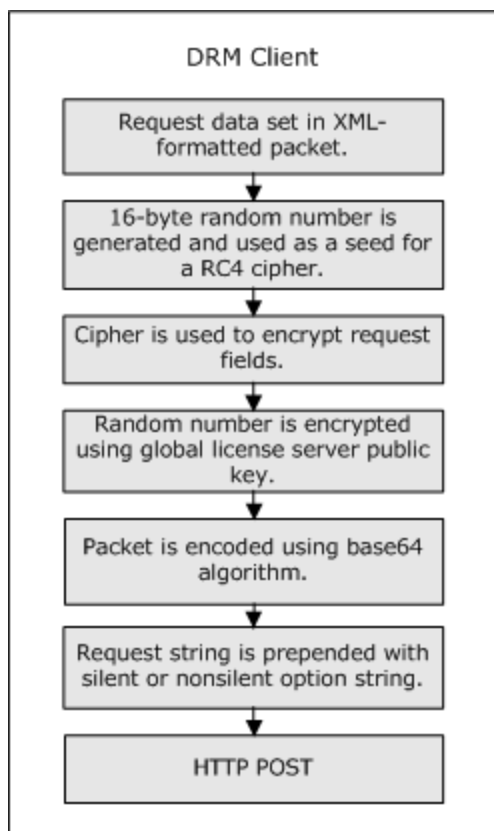 DRM Client
Request data set in XML-
formatted packet.
16-byte random number is
generated and used as a seed for
a RC4 cipher.
Cipher is used to encrypt request
fields.
Random number is encrypted
using global license server public
key.
Packet is encoded using base64
algorithm.
Request string is prepended with
silent or nonsilent option string.
HTTP POST